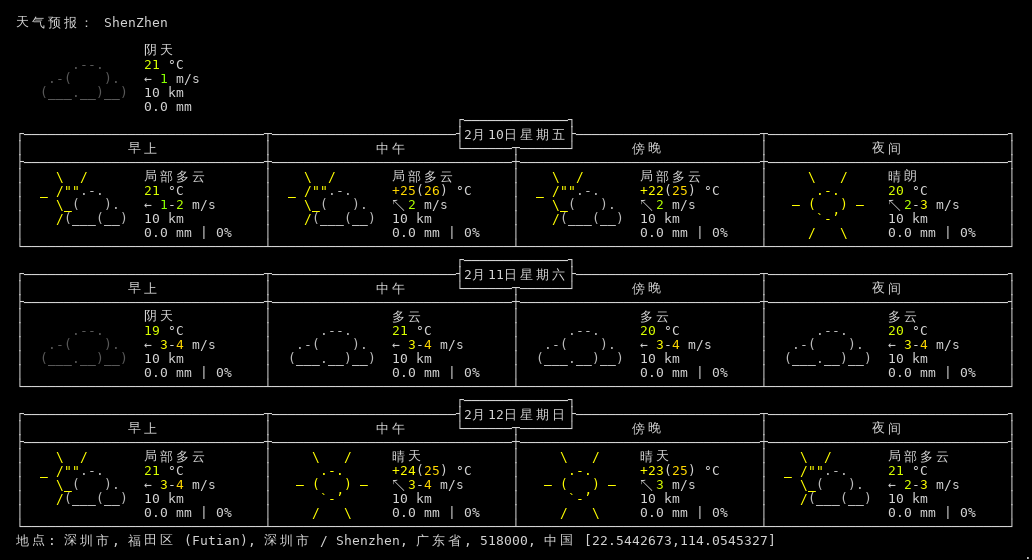 天气预报： ShenZhen
阴天
21 °C
← 1 m/s
10 km
0.0 mm
2月10日星期五
早上 中午 傍晚 夜间
局部多云 局部多云 局部多云 晴朗
21 °C +25(26) °C +22(25) °C 20 °C
← 1-2 m/s ↖ 2 m/s ↖ 2 m/s ↖ 2-3 m/s
10 km 10 km 10 km 10 km
0.0 mm | 0% 0.0 mm | 0% 0.0 mm | 0% 0.0 mm | 0%
2月11日星期六
早上 中午 傍晚 夜间
阴天 多云 多云 多云
19 °C 21 °C 20 °C 20 °C
← 3-4 m/s ← 3-4 m/s ← 3-4 m/s ← 3-4 m/s
10 km 10 km 10 km 10 km
0.0 mm | 0% 0.0 mm | 0% 0.0 mm | 0% 0.0 mm | 0%
2月12日星期日
早上 中午 傍晚 夜间
局部多云 晴天 晴天 局部多云
21 °C +24(25) °C +23(25) °C 21 °C
← 3-4 m/s ↖ 3-4 m/s ↖ 3 m/s ← 2-3 m/s
10 km 10 km 10 km 10 km
0.0 mm | 0% 0.0 mm | 0% 0.0 mm | 0% 0.0 mm | 0%
地点: 深圳市, 福田区 (Futian), 深圳市 / Shenzhen, 广东省, 518000, 中国 [22.5442673,114.0545327]